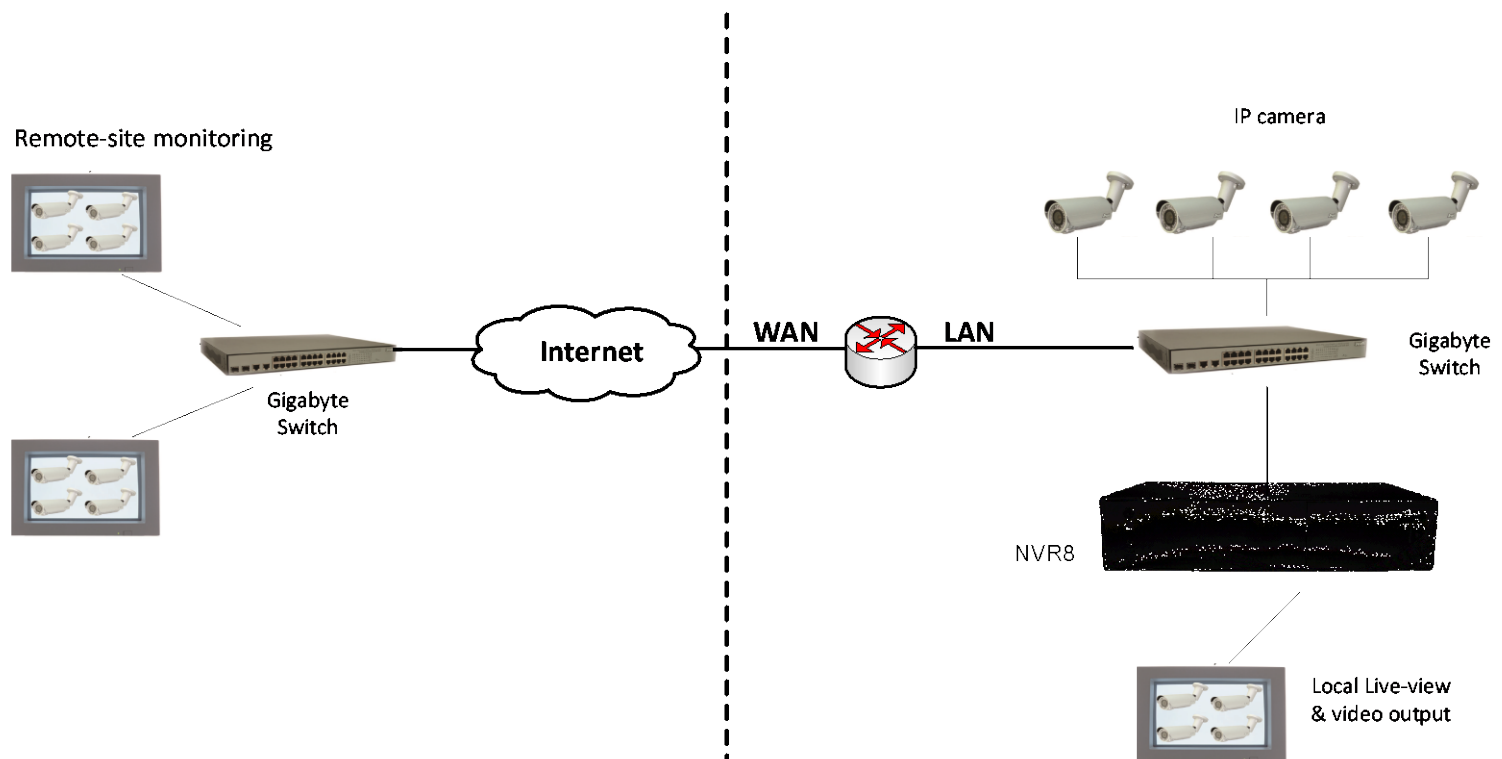 Remote-site monitoring
IP camera
WAN
LAN
Internet
Gigabyte
Switch
Gigabyte
Switch
NVR8
Local Live-view
& video output